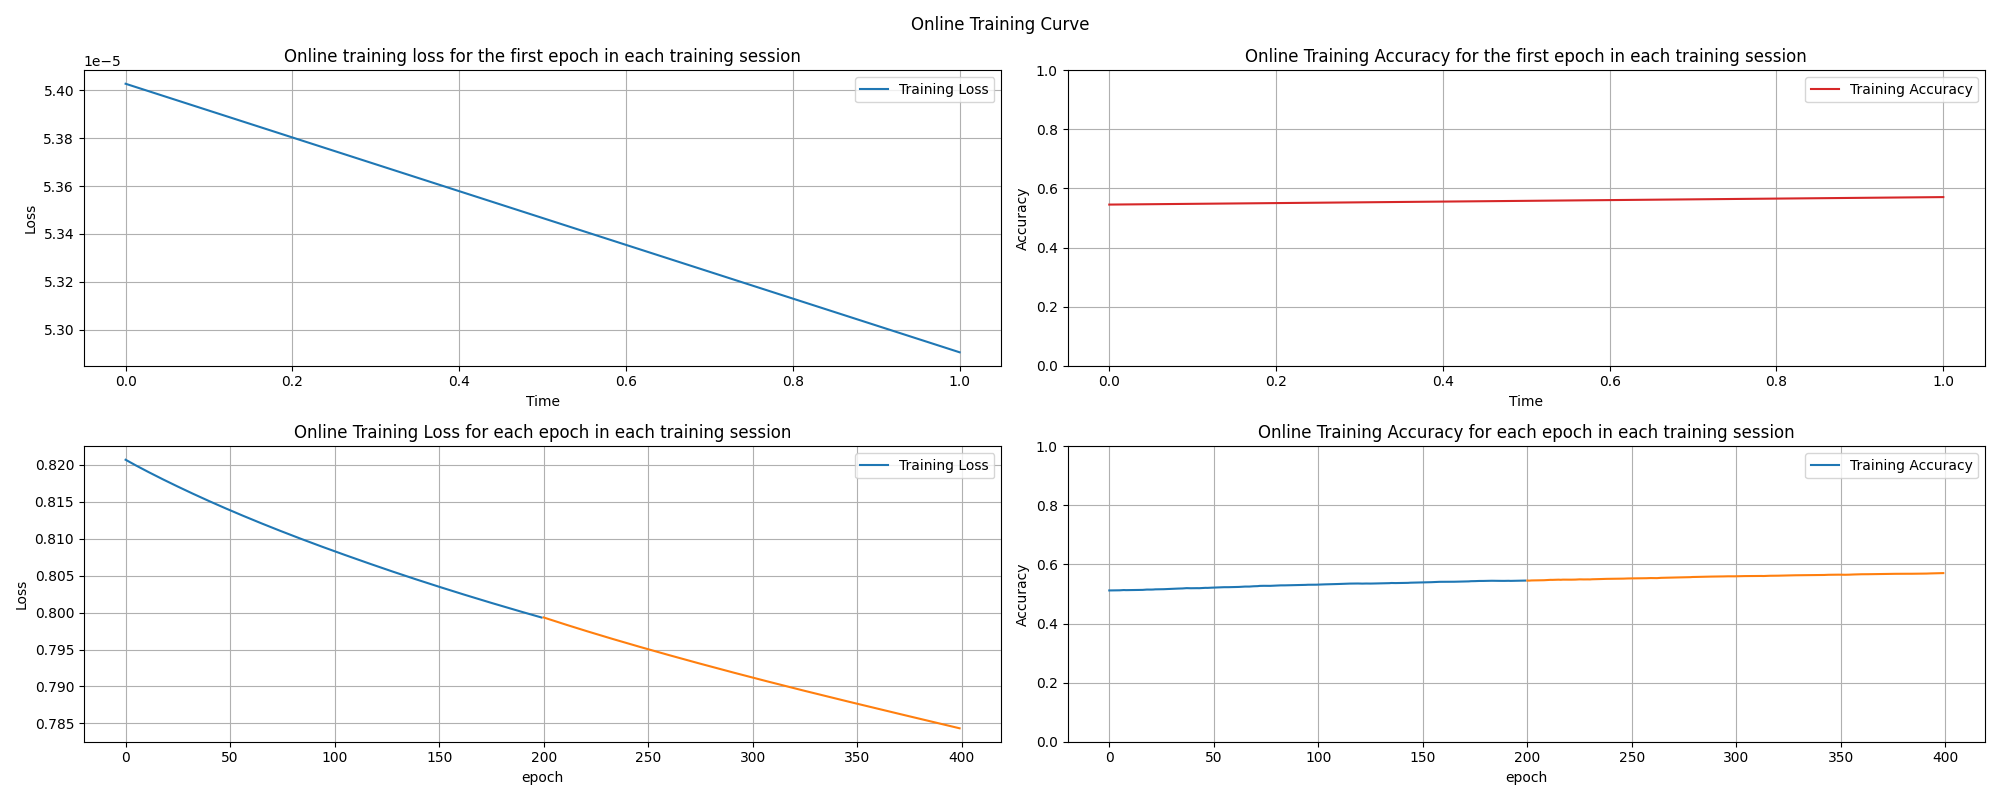 Online Training Curve
Online training loss for the first epoch in each training session
1e−5
Training Loss
5.40
5.38
5.36
5.34
5.32
5.30
Loss
0.0 0.2 0.4 0.6 0.8 1.0
Time
Online Training Accuracy for the first epoch in each training session
Training Accuracy
1.0
0.8
0.6
0.4
0.2
0.0
Accuracy
0.0 0.2 0.4 0.6 0.8 1.0
Time
Online Training Loss for each epoch in each training session
Training Loss
0.820
0.815
0.810
0.805
0.800
0.795
0.790
0.785
Loss
0 50 100 150 200 250 300 350 400
epoch
Online Training Accuracy for each epoch in each training session
Training Accuracy
1.0
0.8
0.6
0.4
0.2
0.0
Accuracy
0 50 100 150 200 250 300 350 400
epoch